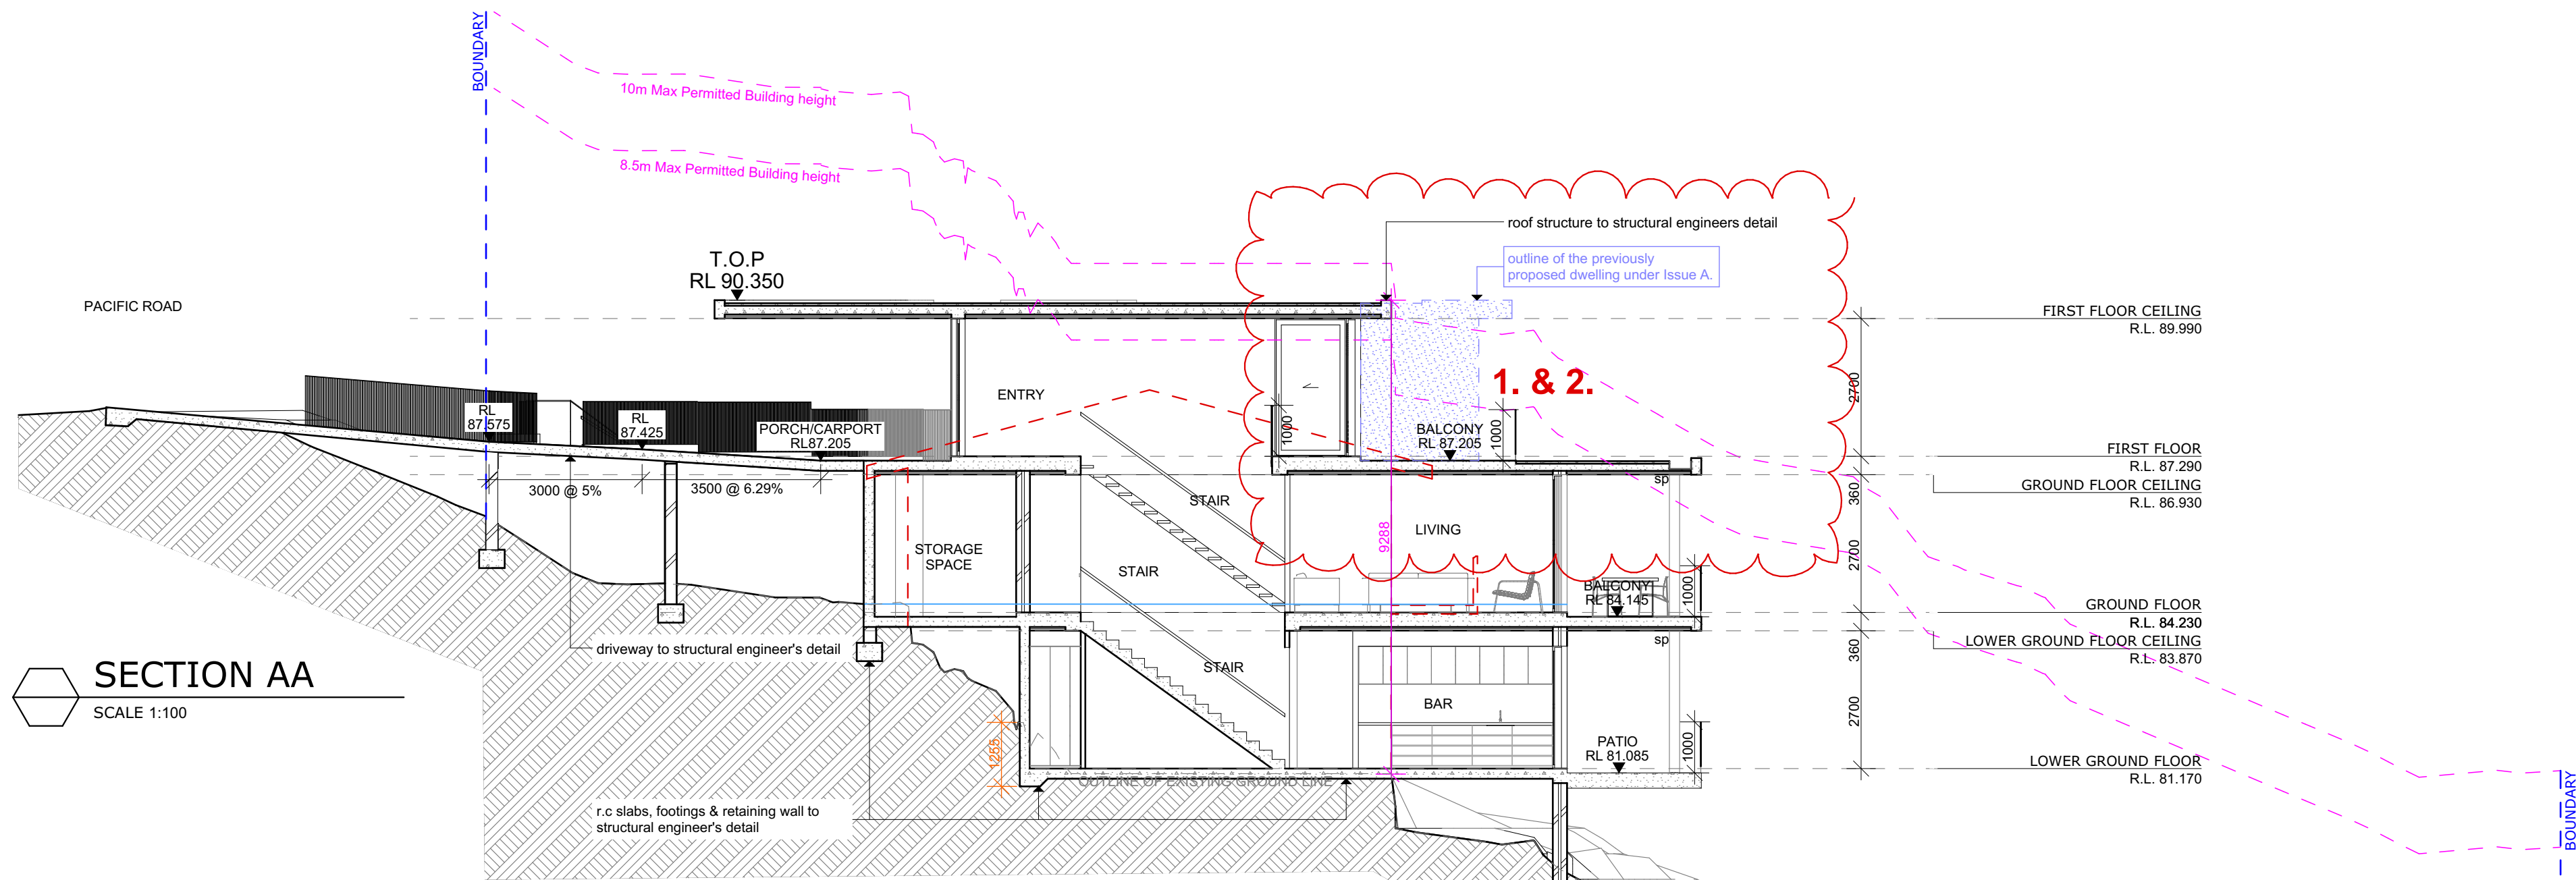 BOUNDARY
10m Max Permitted Building height
8.5m Max Permitted Building height
roof structure to structural engineers detail
outline of the previously
proposed dwelling under Issue A.
T.O.P
RL 90.350
PACIFIC ROAD
FIRST FLOOR CEILING
R.L. 89.990
2700
1. & 2.
ENTRY
RL
87.575
RL
87.425
PORCH/CARPORT
RL87.205
1000
BALCONY
RL 87.205
1000
FIRST FLOOR
R.L. 87.290
3000 @ 5%
3500 @ 6.29%
sp
360
GROUND FLOOR CEILING
R.L. 86.930
STAIR
LIVING
9288
STORAGE
SPACE
STAIR
2700
BALCONY
RL 84.145
1000
GROUND FLOOR
R.L. 84.230
driveway to structural engineer's detail
sp
360
LOWER GROUND FLOOR CEILING
R.L. 83.870
STAIR
SECTION AA
SCALE 1:100
BAR
2700
1255
PATIO
RL 81.085
1000
LOWER GROUND FLOOR
R.L. 81.170
OUTLINE OF EXISTING GROUND LINE
r.c slabs, footings & retaining wall to
structural engineer's detail
BOUNDARY